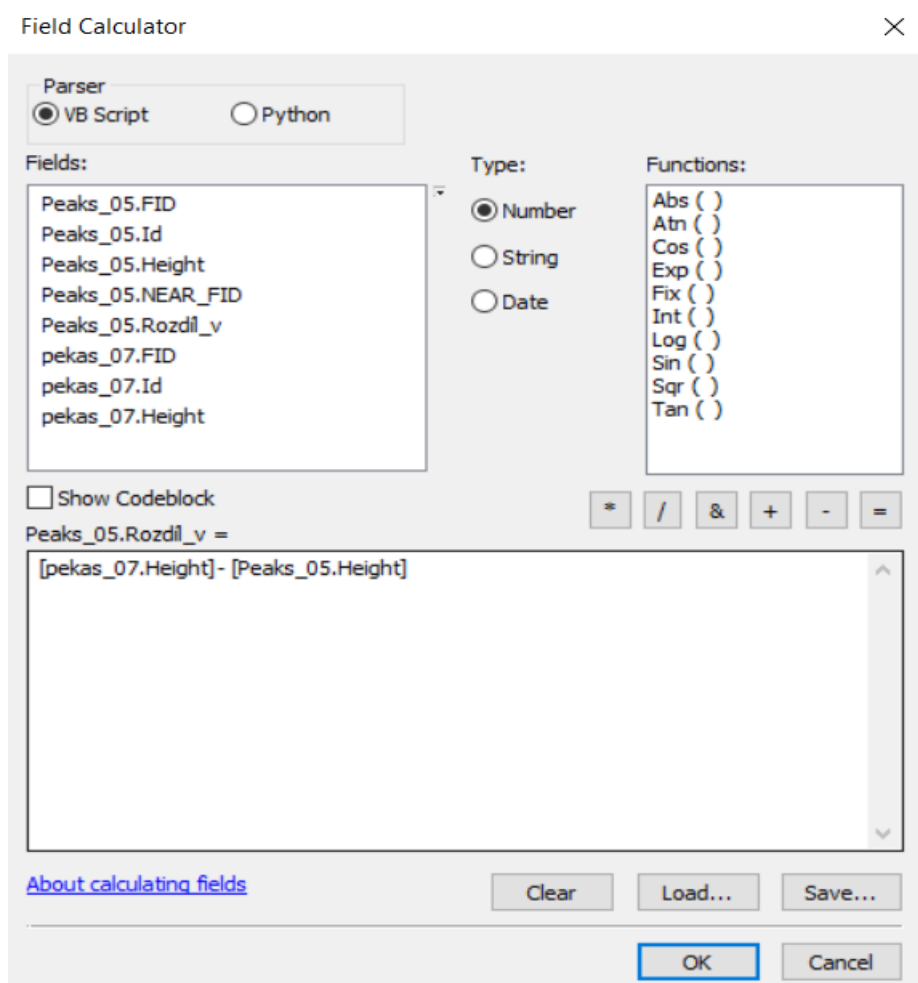 Field Calculator
Parser
VB Script Python
Fields:
Type:
Functions:
Peaks_05.FID
Peaks_05.Id
Peaks_05.Height
Peaks_05.NEAR_FID
Peaks_05.Rozdíl_v
pekas_07.FID
pekas_07.Id
pekas_07.Height
Number
String
Date
Abs ( )
Atn ( )
Cos ( )
Exp ( )
Fix ( )
Int ( )
Log ( )
Sin ( )
Sqr ( )
Tan ( )
Show Codeblock
* / & + - =
Peaks_05.Rozdíl_v =
[pekas_07.Height] - [Peaks_05.Height]
About calculating fields
Clear Load... Save...
OK Cancel